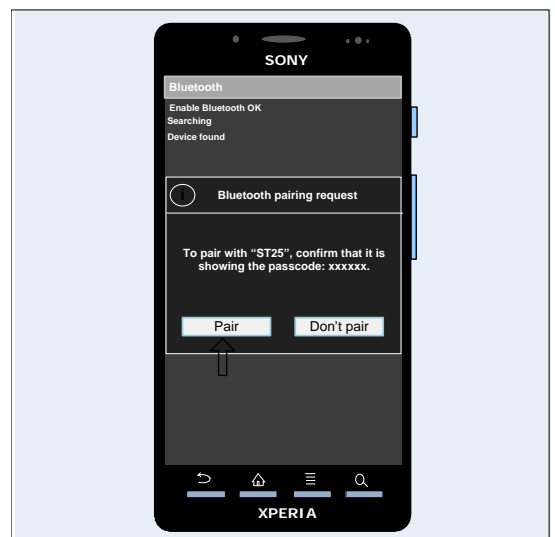 SONY
Bluetooth
Enable Bluetooth OK
Searching
Device found
Bluetooth pairing request
To pair with “ST25”, confirm that it is
showing the passcode: xxxxxx.
Pair Don't pair
XPERIA